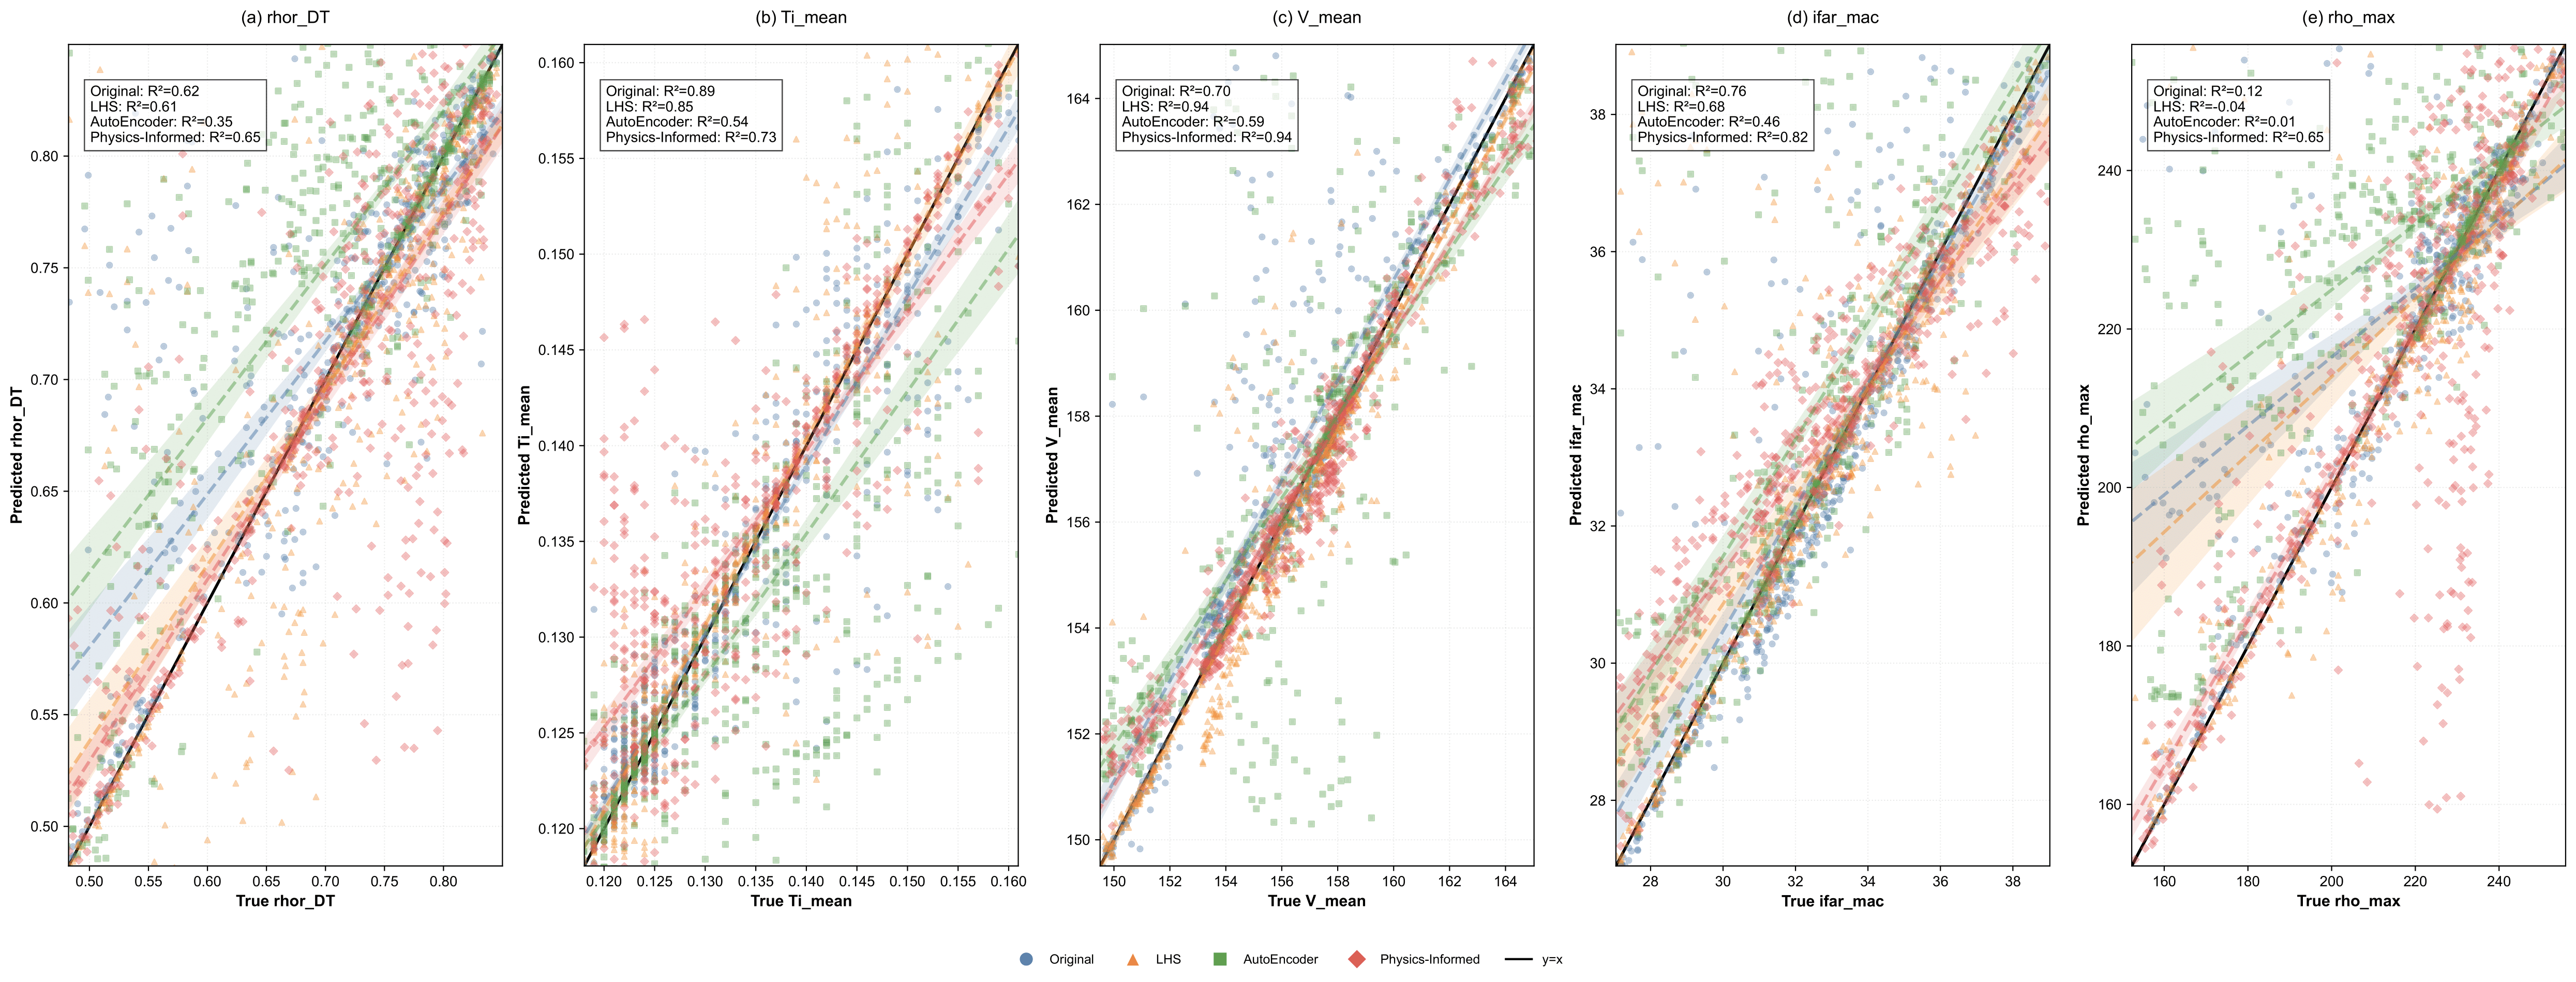 (a) rhor_DT
Original: R²=0.62
LHS: R²=0.61
AutoEncoder: R²=0.35
Physics-Informed: R²=0.65
0.80
0.75
0.70
0.65
0.60
0.55
0.50
Predicted rhor_DT
0.50 0.55 0.60 0.65 0.70 0.75 0.80
True rhor_DT
(b) Ti_mean
Original: R²=0.89
LHS: R²=0.85
AutoEncoder: R²=0.54
Physics-Informed: R²=0.73
0.160
0.155
0.150
0.145
0.140
0.135
0.130
0.125
0.120
Predicted Ti_mean
0.120 0.125 0.130 0.135 0.140 0.145 0.150 0.155 0.160
True Ti_mean
(c) V_mean
Original: R²=0.70
LHS: R²=0.94
AutoEncoder: R²=0.59
Physics-Informed: R²=0.94
164
162
160
158
156
154
152
150
Predicted V_mean
150 152 154 156 158 160 162 164
True V_mean
(d) ifar_mac
Original: R²=0.76
LHS: R²=0.68
AutoEncoder: R²=0.46
Physics-Informed: R²=0.82
38
36
34
32
30
28
Predicted ifar_mac
28 30 32 34 36 38
True ifar_mac
(e) rho_max
Original: R²=0.12
LHS: R²=-0.04
AutoEncoder: R²=0.01
Physics-Informed: R²=0.65
240
220
200
180
160
Predicted rho_max
160 180 200 220 240
True rho_max
Original LHS AutoEncoder Physics-Informed y=x